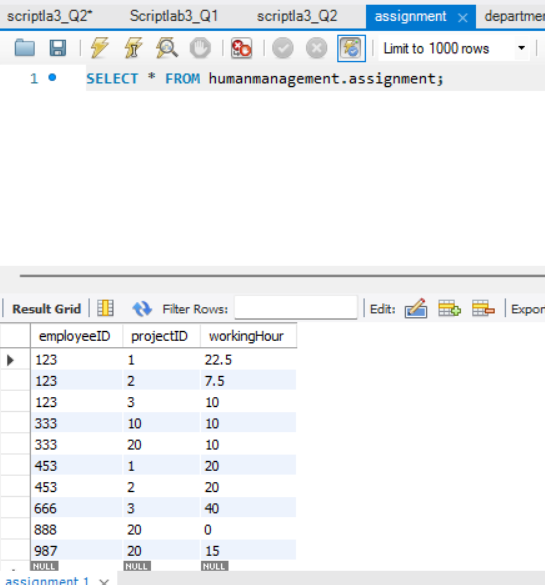 scriptla3_Q2* Scriptlab3_Q1 scriptla3_Q2 assignment
Limit to 1000 rows
1 SELECT * FROM humanmanagement.assignment;
Result Grid Filter Rows: Edit: Expor
employeeID projectID workingHour
123 1 22.5
123 2 7.5
123 3 10
333 10 10
333 20 10
453 1 20
453 2 20
666 3 40
888 20 0
987 20 15
NULL NULL NULL
assignment 1